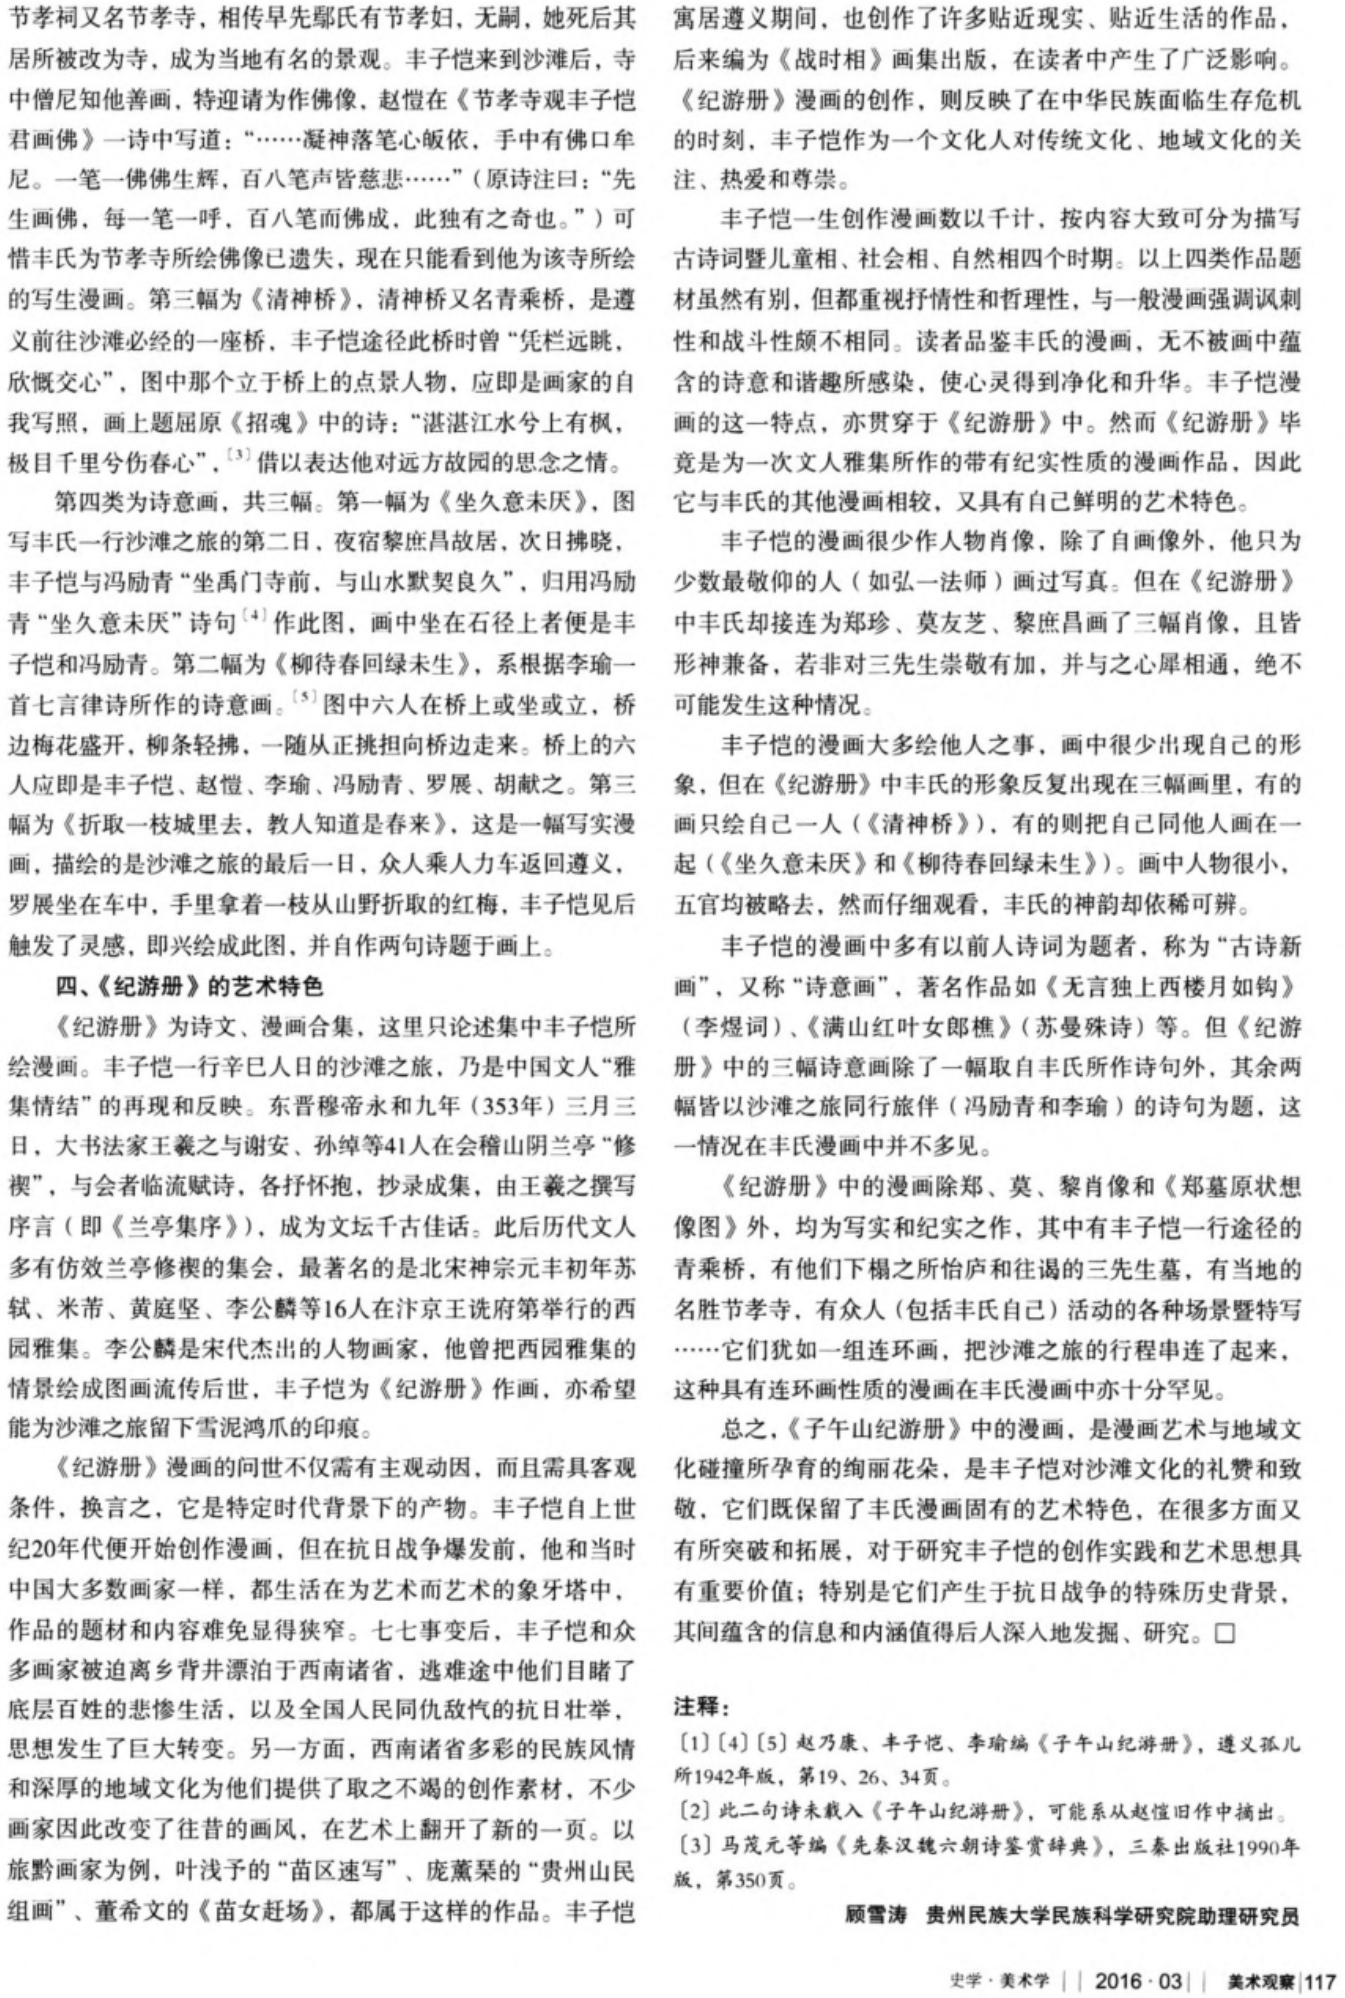 节孝祠又名节孝寺，相传早先鄢氏有节孝妇，无嗣，她死后其
居所被改为寺，成为当地有名的景观。丰子恺来到沙滩后，寺
中僧尼知他善画，特迎请为作佛像，赵愷在《节孝寺观丰子恺
君画佛》一诗中写道：“……凝神落笔心皈依，手中有佛口牟
尼。一笔一佛佛生辉，百八笔声皆慈悲……”（原诗注曰：“先
生画佛，每一笔一呼，百八笔而佛成，此独有之奇也。”）可
惜丰氏为节孝寺所绘佛像已遗失，现在只能看到他为该寺所绘
的写生漫画。第三幅为《清神桥》，清神桥又名青乘桥，是遵
义前往沙滩必经的一座桥，丰子恺途径此桥时曾“凭栏远眺，
欣慨交心”，图中那个立于桥上的点景人物，应即是画家的自
我写照，画上题屈原《招魂》中的诗：“湛湛江水兮上有枫，
极目千里兮伤春心”，〔3〕借以表达他对远方故园的思念之情。
第四类为诗意画，共三幅。第一幅为《坐久意未厌》，图
写丰氏一行沙滩之旅的第二日，夜宿黎庶昌故居，次日拂晓，
丰子恺与冯励青“坐禹门寺前，与山水默契良久”，归用冯励
青“坐久意未厌”诗句〔4〕作此图，画中坐在石径上者便是丰
子恺和冯励青。第二幅为《柳待春回绿未生》，系根据李瑜一
首七言律诗所作的诗意画。〔5〕图中六人在桥上或坐或立，桥
边梅花盛开，柳条轻拂，一随从正挑担向桥边走来。桥上的六
人应即是丰子恺、赵愷、李瑜、冯励青、罗展、胡献之。第三
幅为《折取一枝城里去，教人知道是春来》，这是一幅写实漫
画，描绘的是沙滩之旅的最后一日，众人乘人力车返回遵义，
罗展坐在车中，手里拿着一枝从山野折取的红梅，丰子恺见后
触发了灵感，即兴绘成此图，并自作两句诗题于画上。
四、《纪游册》的艺术特色
《纪游册》为诗文、漫画合集，这里只论述集中丰子恺所
绘漫画。丰子恺一行辛巳人日的沙滩之旅，乃是中国文人“雅
集情结”的再现和反映。东晋穆帝永和九年（353年）三月三
日，大书法家王羲之与谢安、孙绰等41人在会稽山阴兰亭“修
禊”，与会者临流赋诗，各抒怀抱，抄录成集，由王羲之撰写
序言（即《兰亭集序》），成为文坛千古佳话。此后历代文人
多有仿效兰亭修禊的集会，最著名的是北宋神宗元丰初年苏
轼、米芾、黄庭坚、李公麟等16人在汴京王诜府第举行的西
园雅集。李公麟是宋代杰出的人物画家，他曾把西园雅集的
情景绘成图画流传后世，丰子恺为《纪游册》作画，亦希望
能为沙滩之旅留下雪泥鸿爪的印痕。
《纪游册》漫画的问世不仅需有主观动因，而且需具客观
条件，换言之，它是特定时代背景下的产物。丰子恺自上世
纪20年代便开始创作漫画，但在抗日战争爆发前，他和当时
中国大多数画家一样，都生活在为艺术而艺术的象牙塔中，
作品的题材和内容难免显得狭窄。七七事变后，丰子恺和众
多画家被迫离乡背井漂泊于西南诸省，逃难途中他们目睹了
底层百姓的悲惨生活，以及全国人民同仇敌忾的抗日壮举，
思想发生了巨大转变。另一方面，西南诸省多彩的民族风情
和深厚的地域文化为他们提供了取之不竭的创作素材，不少
画家因此改变了往昔的画风，在艺术上翻开了新的一页。以
旅黔画家为例，叶浅予的“苗区速写”、庞薰琹的“贵州山民
组画”、董希文的《苗女赶场》，都属于这样的作品。丰子恺
寓居遵义期间，也创作了许多贴近现实、贴近生活的作品，
后来编为《战时相》画集出版，在读者中产生了广泛影响。
《纪游册》漫画的创作，则反映了在中华民族面临生存危机
的时刻，丰子恺作为一个文化人对传统文化、地域文化的关
注、热爱和尊崇。
丰子恺一生创作漫画数以千计，按内容大致可分为描写
古诗词暨儿童相、社会相、自然相四个时期。以上四类作品题
材虽然有别，但都重视抒情性和哲理性，与一般漫画强调讽刺
性和战斗性颇不相同。读者品鉴丰氏的漫画，无不被画中蕴
含的诗意和谐趣所感染，使心灵得到净化和升华。丰子恺漫
画的这一特点，亦贯穿于《纪游册》中。然而《纪游册》毕
竟是为一次文人雅集所作的带有纪实性质的漫画作品，因此
它与丰氏的其他漫画相较，又具有自己鲜明的艺术特色。
丰子恺的漫画很少作人物肖像，除了自画像外，他只为
少数最敬仰的人（如弘一法师）画过写真。但在《纪游册》
中丰氏却接连为郑珍、莫友芝、黎庶昌画了三幅肖像，且皆
形神兼备，若非对三先生崇敬有加，并与之心犀相通，绝不
可能发生这种情况。
丰子恺的漫画大多绘他人之事，画中很少出现自己的形
象，但在《纪游册》中丰氏的形象反复出现在三幅画里，有的
画只绘自己一人（《清神桥》），有的则把自己同他人画在一
起（《坐久意未厌》和《柳待春回绿未生》）。画中人物很小，
五官均被略去，然而仔细观看，丰氏的神韵却依稀可辨。
丰子恺的漫画中多有以前人诗词为题者，称为“古诗新
画”，又称“诗意画”，著名作品如《无言独上西楼月如钩》
（李煜词）、《满山红叶女郎樵》（苏曼殊诗）等。但《纪游
册》中的三幅诗意画除了一幅取自丰氏所作诗句外，其余两
幅皆以沙滩之旅同行旅伴（冯励青和李瑜）的诗句为题，这
一情况在丰氏漫画中并不多见。
《纪游册》中的漫画除郑、莫、黎肖像和《郑墓原状想
像图》外，均为写实和纪实之作，其中有丰子恺一行途径的
青乘桥，有他们下榻之所怡庐和往谒的三先生墓，有当地的
名胜节孝寺，有众人（包括丰氏自己）活动的各种场景暨特写
……它们犹如一组连环画，把沙滩之旅的行程串连了起来，
这种具有连环画性质的漫画在丰氏漫画中亦十分罕见。
总之，《子午山纪游册》中的漫画，是漫画艺术与地域文
化碰撞所孕育的绚丽花朵，是丰子恺对沙滩文化的礼赞和致
敬，它们既保留了丰氏漫画固有的艺术特色，在很多方面又
有所突破和拓展，对于研究丰子恺的创作实践和艺术思想具
有重要价值；特别是它们产生于抗日战争的特殊历史背景，
其间蕴含的信息和内涵值得后人深入地发掘、研究。□
注释：
〔1〕〔4〕〔5〕赵乃康、丰子恺、李瑜编《子午山纪游册》，遵义孤儿
所1942年版，第19、26、34页。
〔2〕此二句诗未载入《子午山纪游册》，可能系从赵愷旧作中摘出。
〔3〕马茂元等编《先秦汉魏六朝诗鉴赏辞典》，三秦出版社1990年
版，第350页。
顾雪涛　贵州民族大学民族科学研究院助理研究员
史学·美术学 | | 2016·03 | | 美术观察 | 117